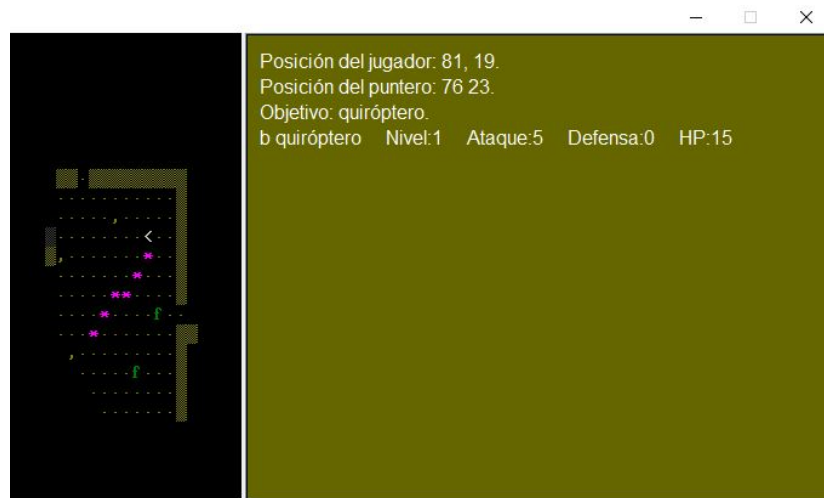 Posición del jugador: 81, 19.
Posición del puntero: 76 23.
Objetivo: quiróptero.
b quiróptero Nivel:1 Ataque:5 Defensa:0 HP:15
. . . . . . . . . . .
. . . . . , . . . . .
. . . . . . . . < . .
, . . . . . . . * . .
. . . . . . . * . . .
. . . . . * * . . . .
. . . . * . . . . f . .
. . . * . . . . . . .
, . . . . . . . . .
. . . . . f . . .
. . . . . . . .
. . . . . . .